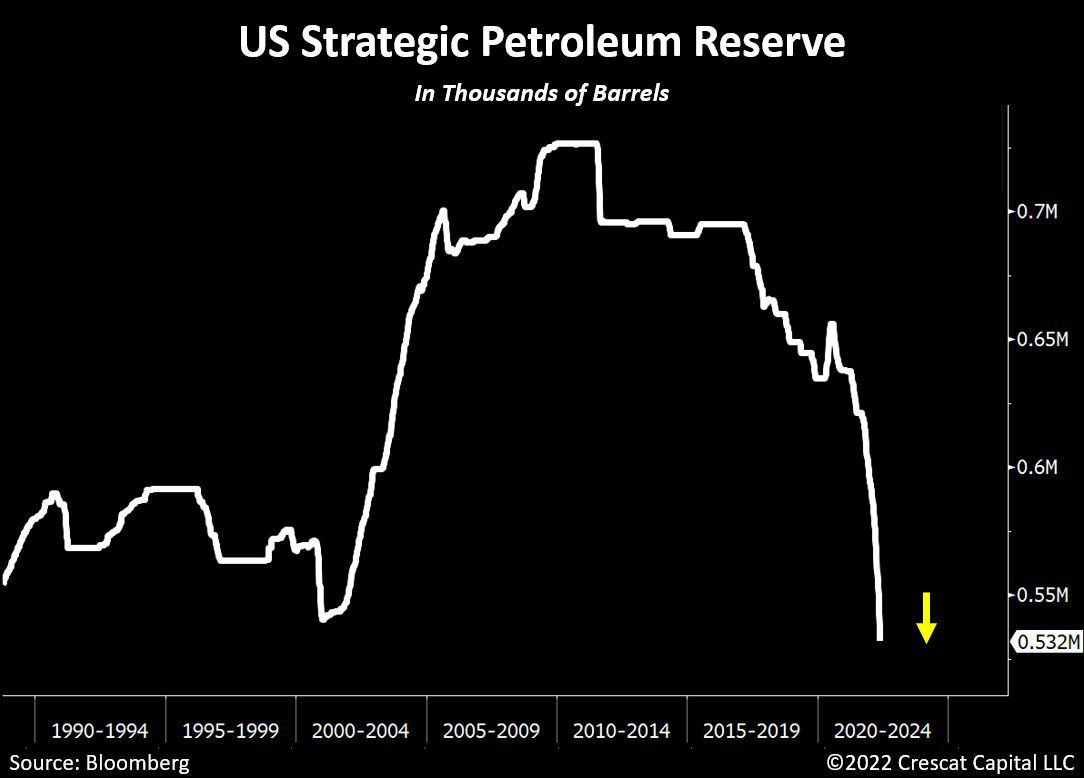 US Strategic Petroleum Reserve
In Thousands of Barrels
0.7M
0.65M
0.6M
0.55M
0.532M
1990-1994 1995-1999 2000-2004 2005-2009 2010-2014 2015-2019 2020-2024
Source: Bloomberg ©2022 Crescat Capital LLC